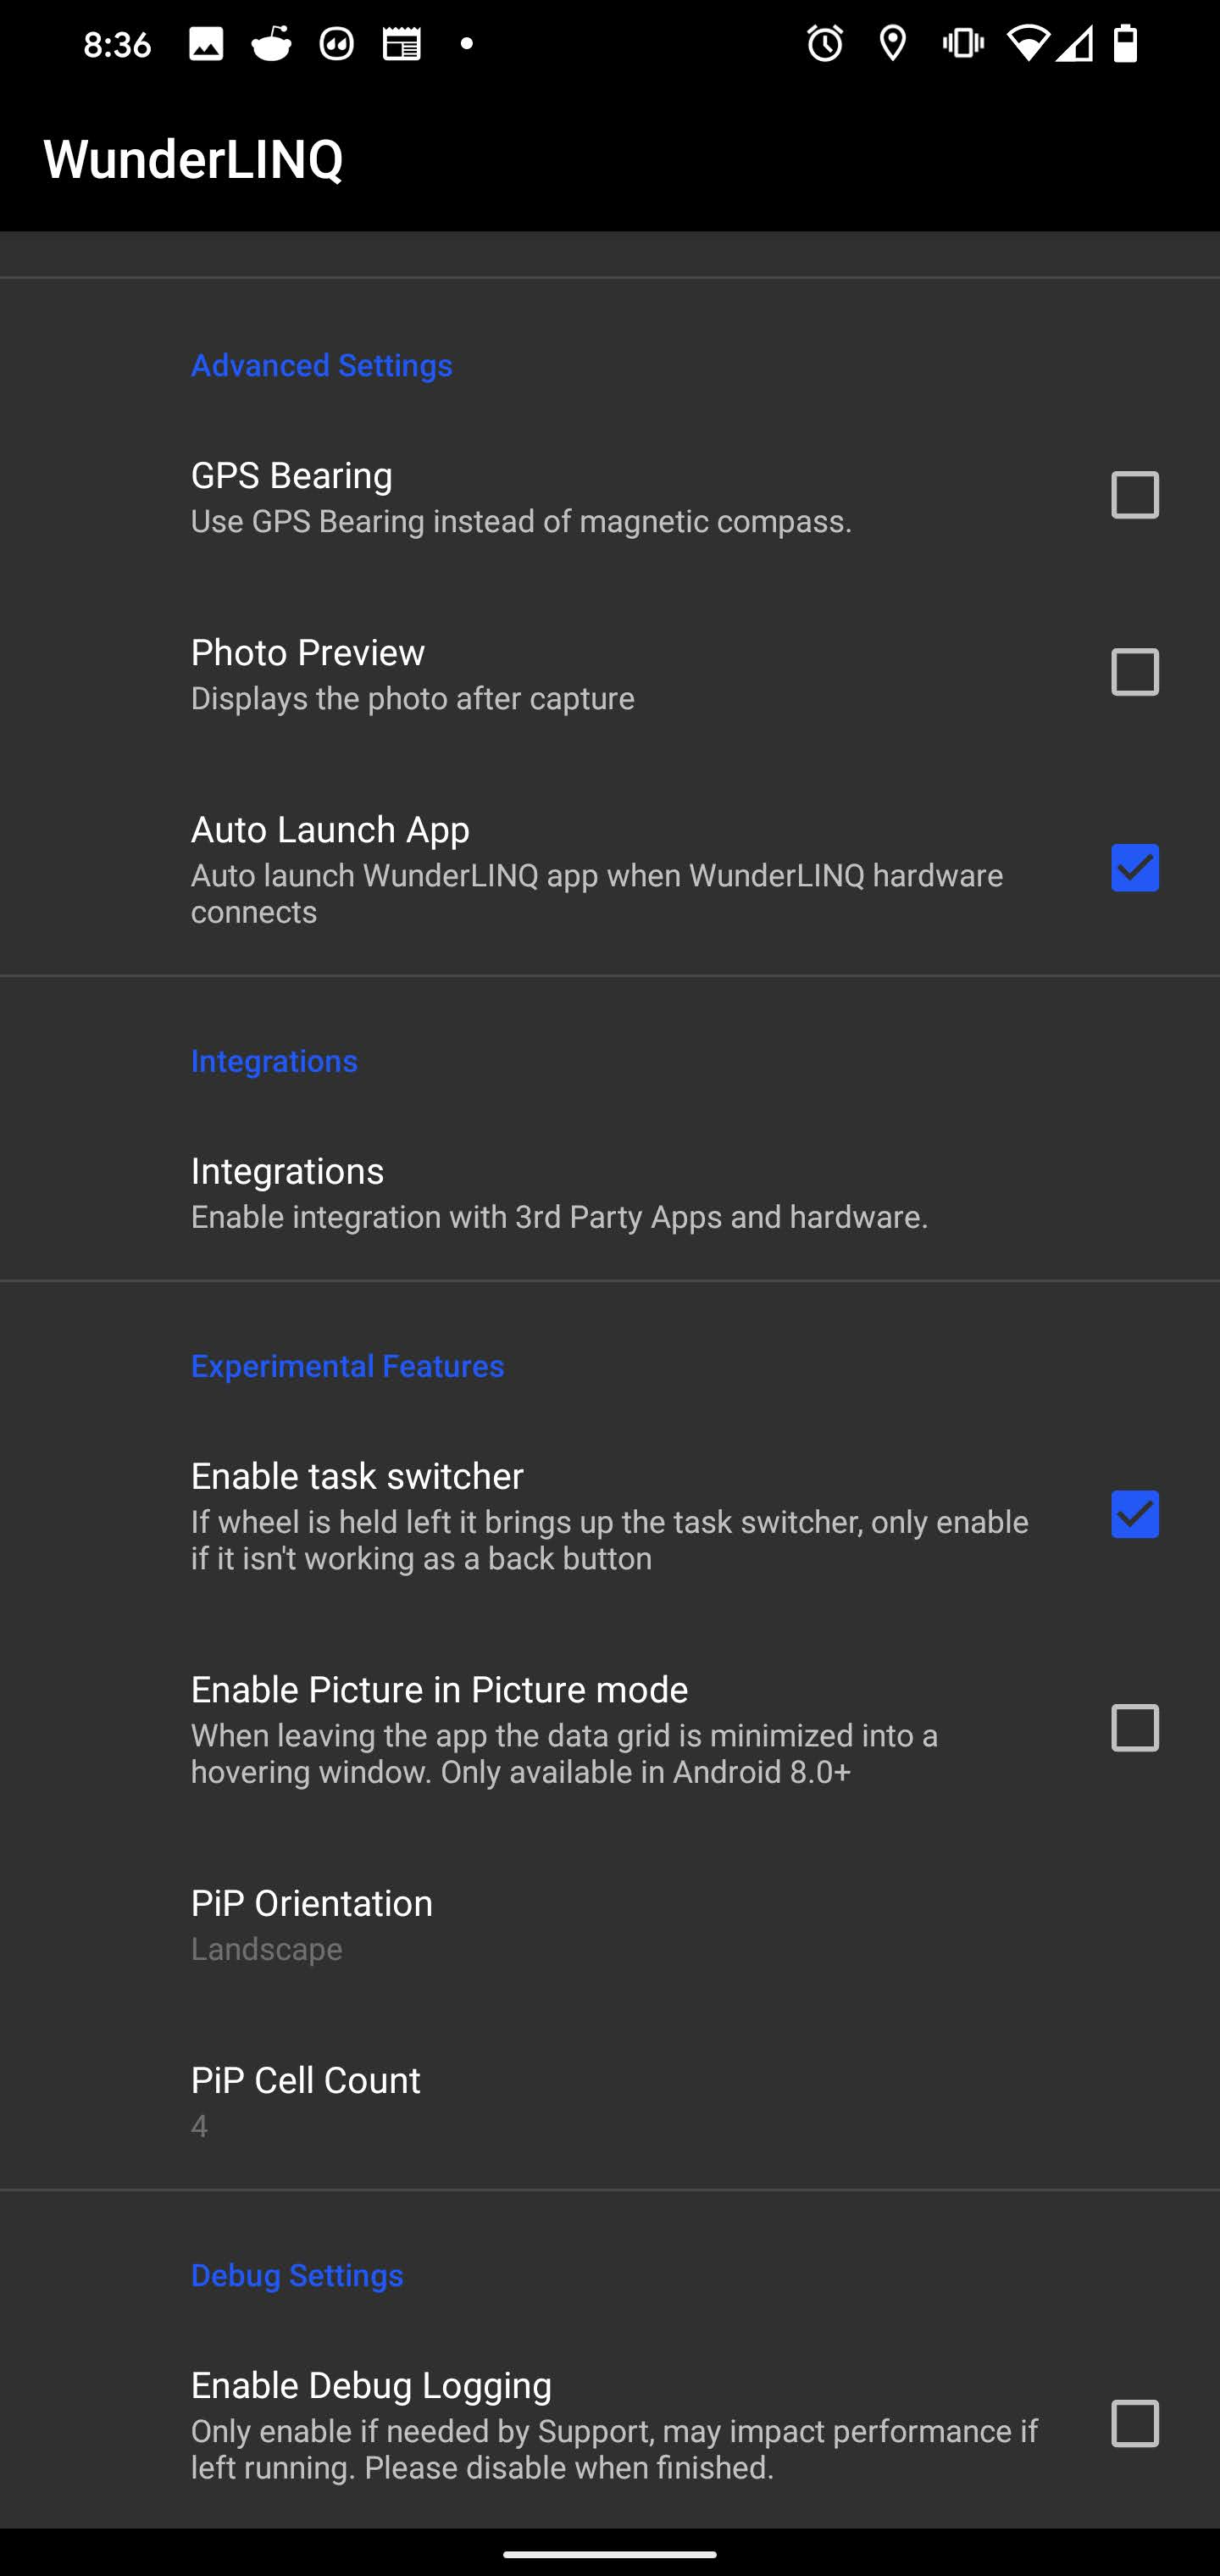 8:36
WunderLINQ
Advanced Settings
GPS Bearing
Use GPS Bearing instead of magnetic compass.
Photo Preview
Displays the photo after capture
Auto Launch App
Auto launch WunderLINQ app when WunderLINQ hardware
connects
Integrations
Integrations
Enable integration with 3rd Party Apps and hardware.
Experimental Features
Enable task switcher
If wheel is held left it brings up the task switcher, only enable
if it isn't working as a back button
Enable Picture in Picture mode
When leaving the app the data grid is minimized into a
hovering window. Only available in Android 8.0+
PiP Orientation
Landscape
PiP Cell Count
4
Debug Settings
Enable Debug Logging
Only enable if needed by Support, may impact performance if
left running. Please disable when finished.